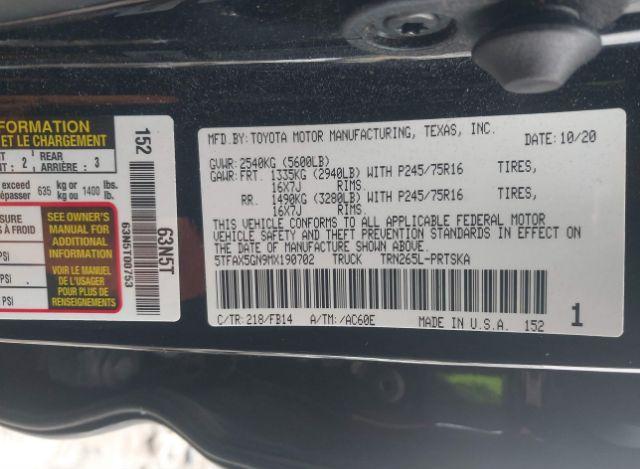 FORMATION
ET LE CHARGEMENT
2 REAR ARRIÈRE : 3
exceed 635 kg or 1400 lbs.
dépasser kg ou lb.
SURE
S À FROID
PSI
PSI
SEE OWNER'S
MANUAL FOR
ADDITIONAL
INFORMATION
VOIR LE MANUEL
DE L'USAGER
POUR PLUS DE
RENSEIGNEMENTS
152
63N5T
63N5T00753
MFD.BY: TOYOTA MOTOR MANUFACTURING, TEXAS, INC. DATE: 10/20
GVWR: 2540KG (5600LB)
GAWR:FRT. 1335KG (2940LB) WITH P245/75R16 TIRES,
16X7J RIMS.
RR. 1490KG (3280LB) WITH P245/75R16 TIRES,
16X7J RIMS.
THIS VEHICLE CONFORMS TO ALL APPLICABLE FEDERAL MOTOR
VEHICLE SAFETY AND THEFT PREVENTION STANDARDS IN EFFECT
ON THE DATE OF MANUFACTURE SHOWN ABOVE.
5TFAX5GN9MX190702 TRUCK TRN265L-PRTSKA
C/TR:218/FB14 A/TM:/AC60E MADE IN U.S.A. 152 1